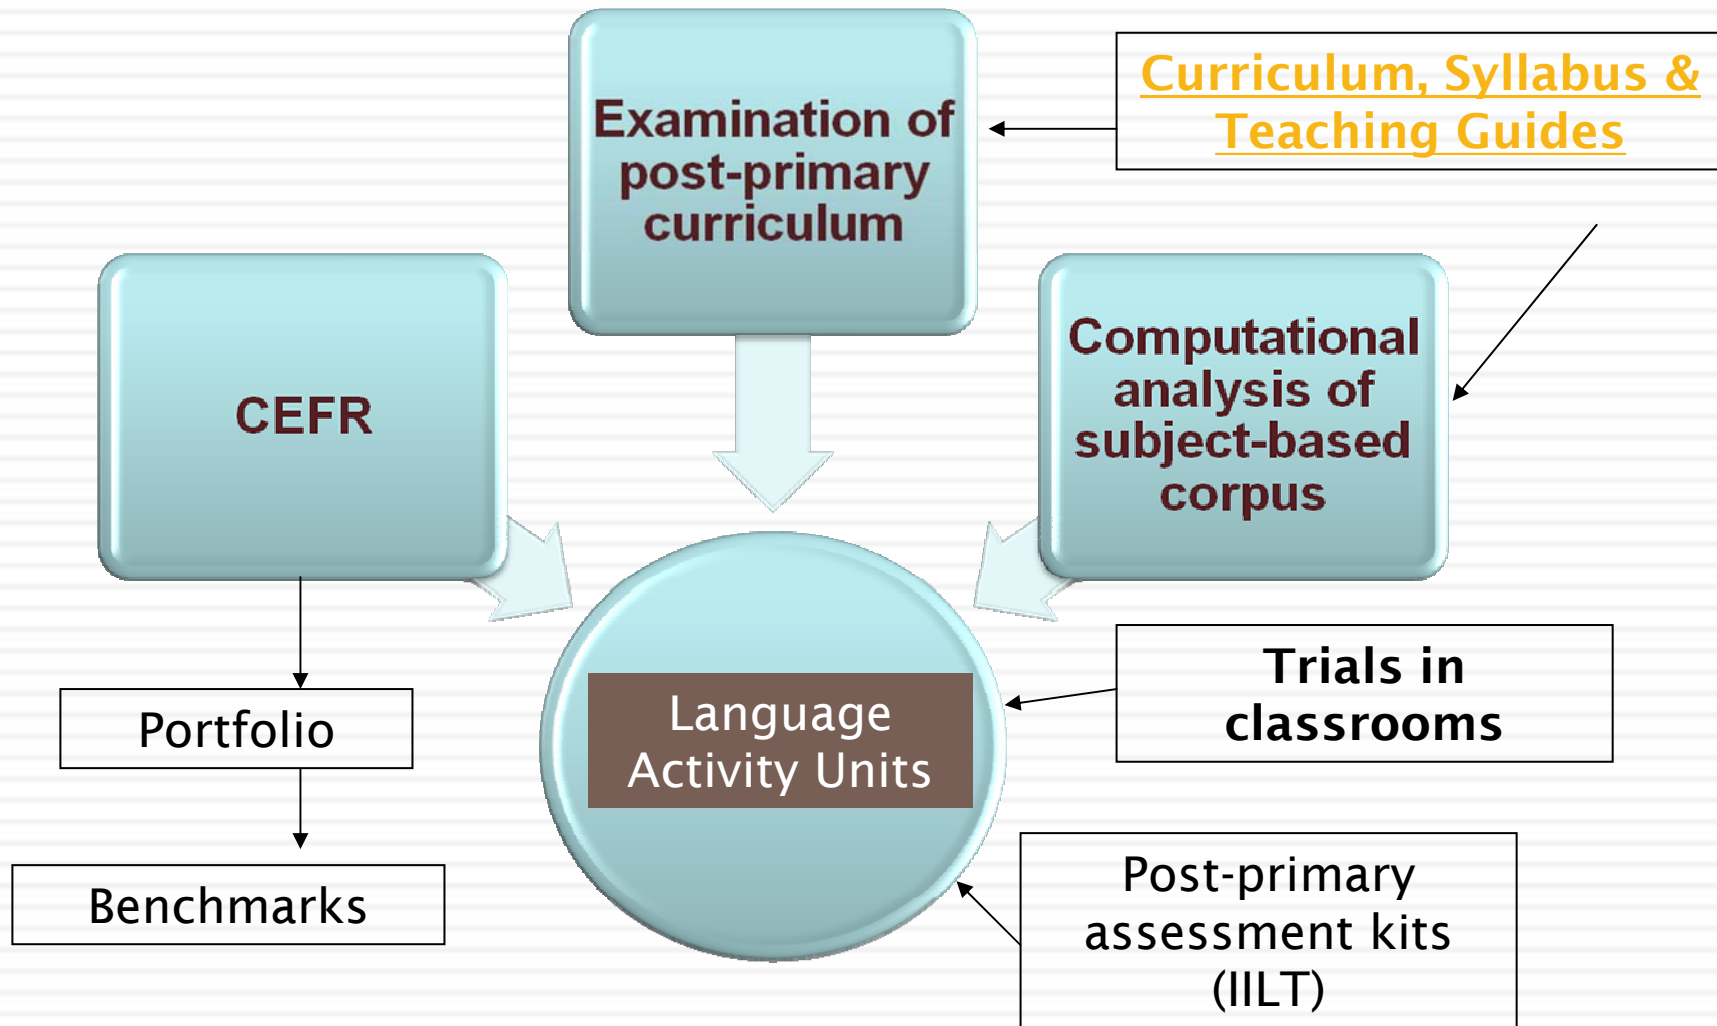 Examination of
post-primary
curriculum
Curriculum, Syllabus &
Teaching Guides
CEFR
Computational
analysis of
subject-based
corpus
Portfolio
Benchmarks
Language
Activity Units
Trials in
classrooms
Post-primary
assessment kits
(IILT)